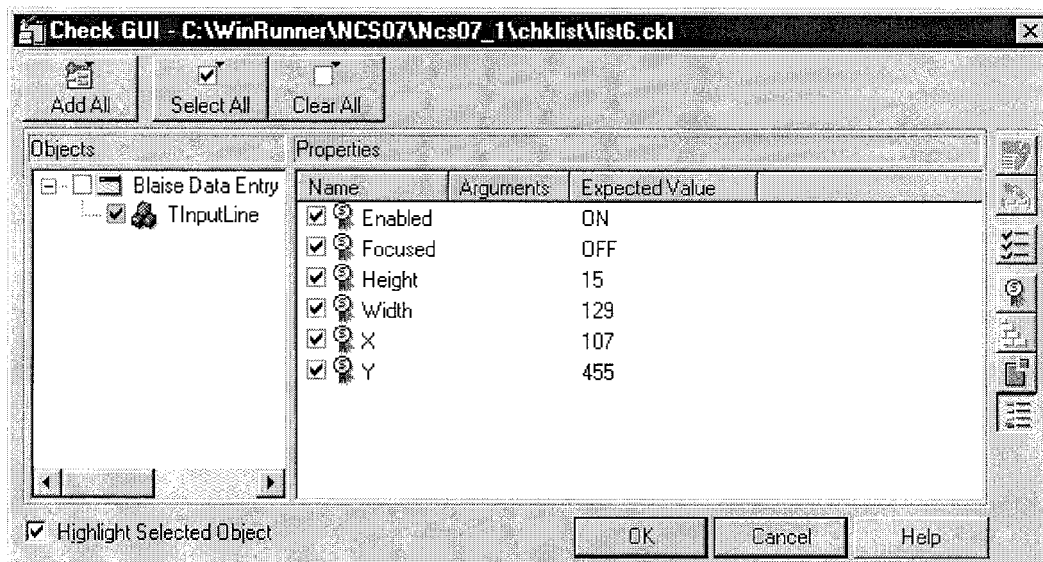 Check GUI - C:\WinRunner\NCS07\Ncs07_1\chklist\list6.ckl
Add All Select All Clear All
Objects
Blaise Data Entry
TInputLine
Properties
Name Arguments Expected Value
Enabled ON
Focused OFF
Height 15
Width 129
X 107
Y 455
Highlight Selected Object
OK Cancel Help